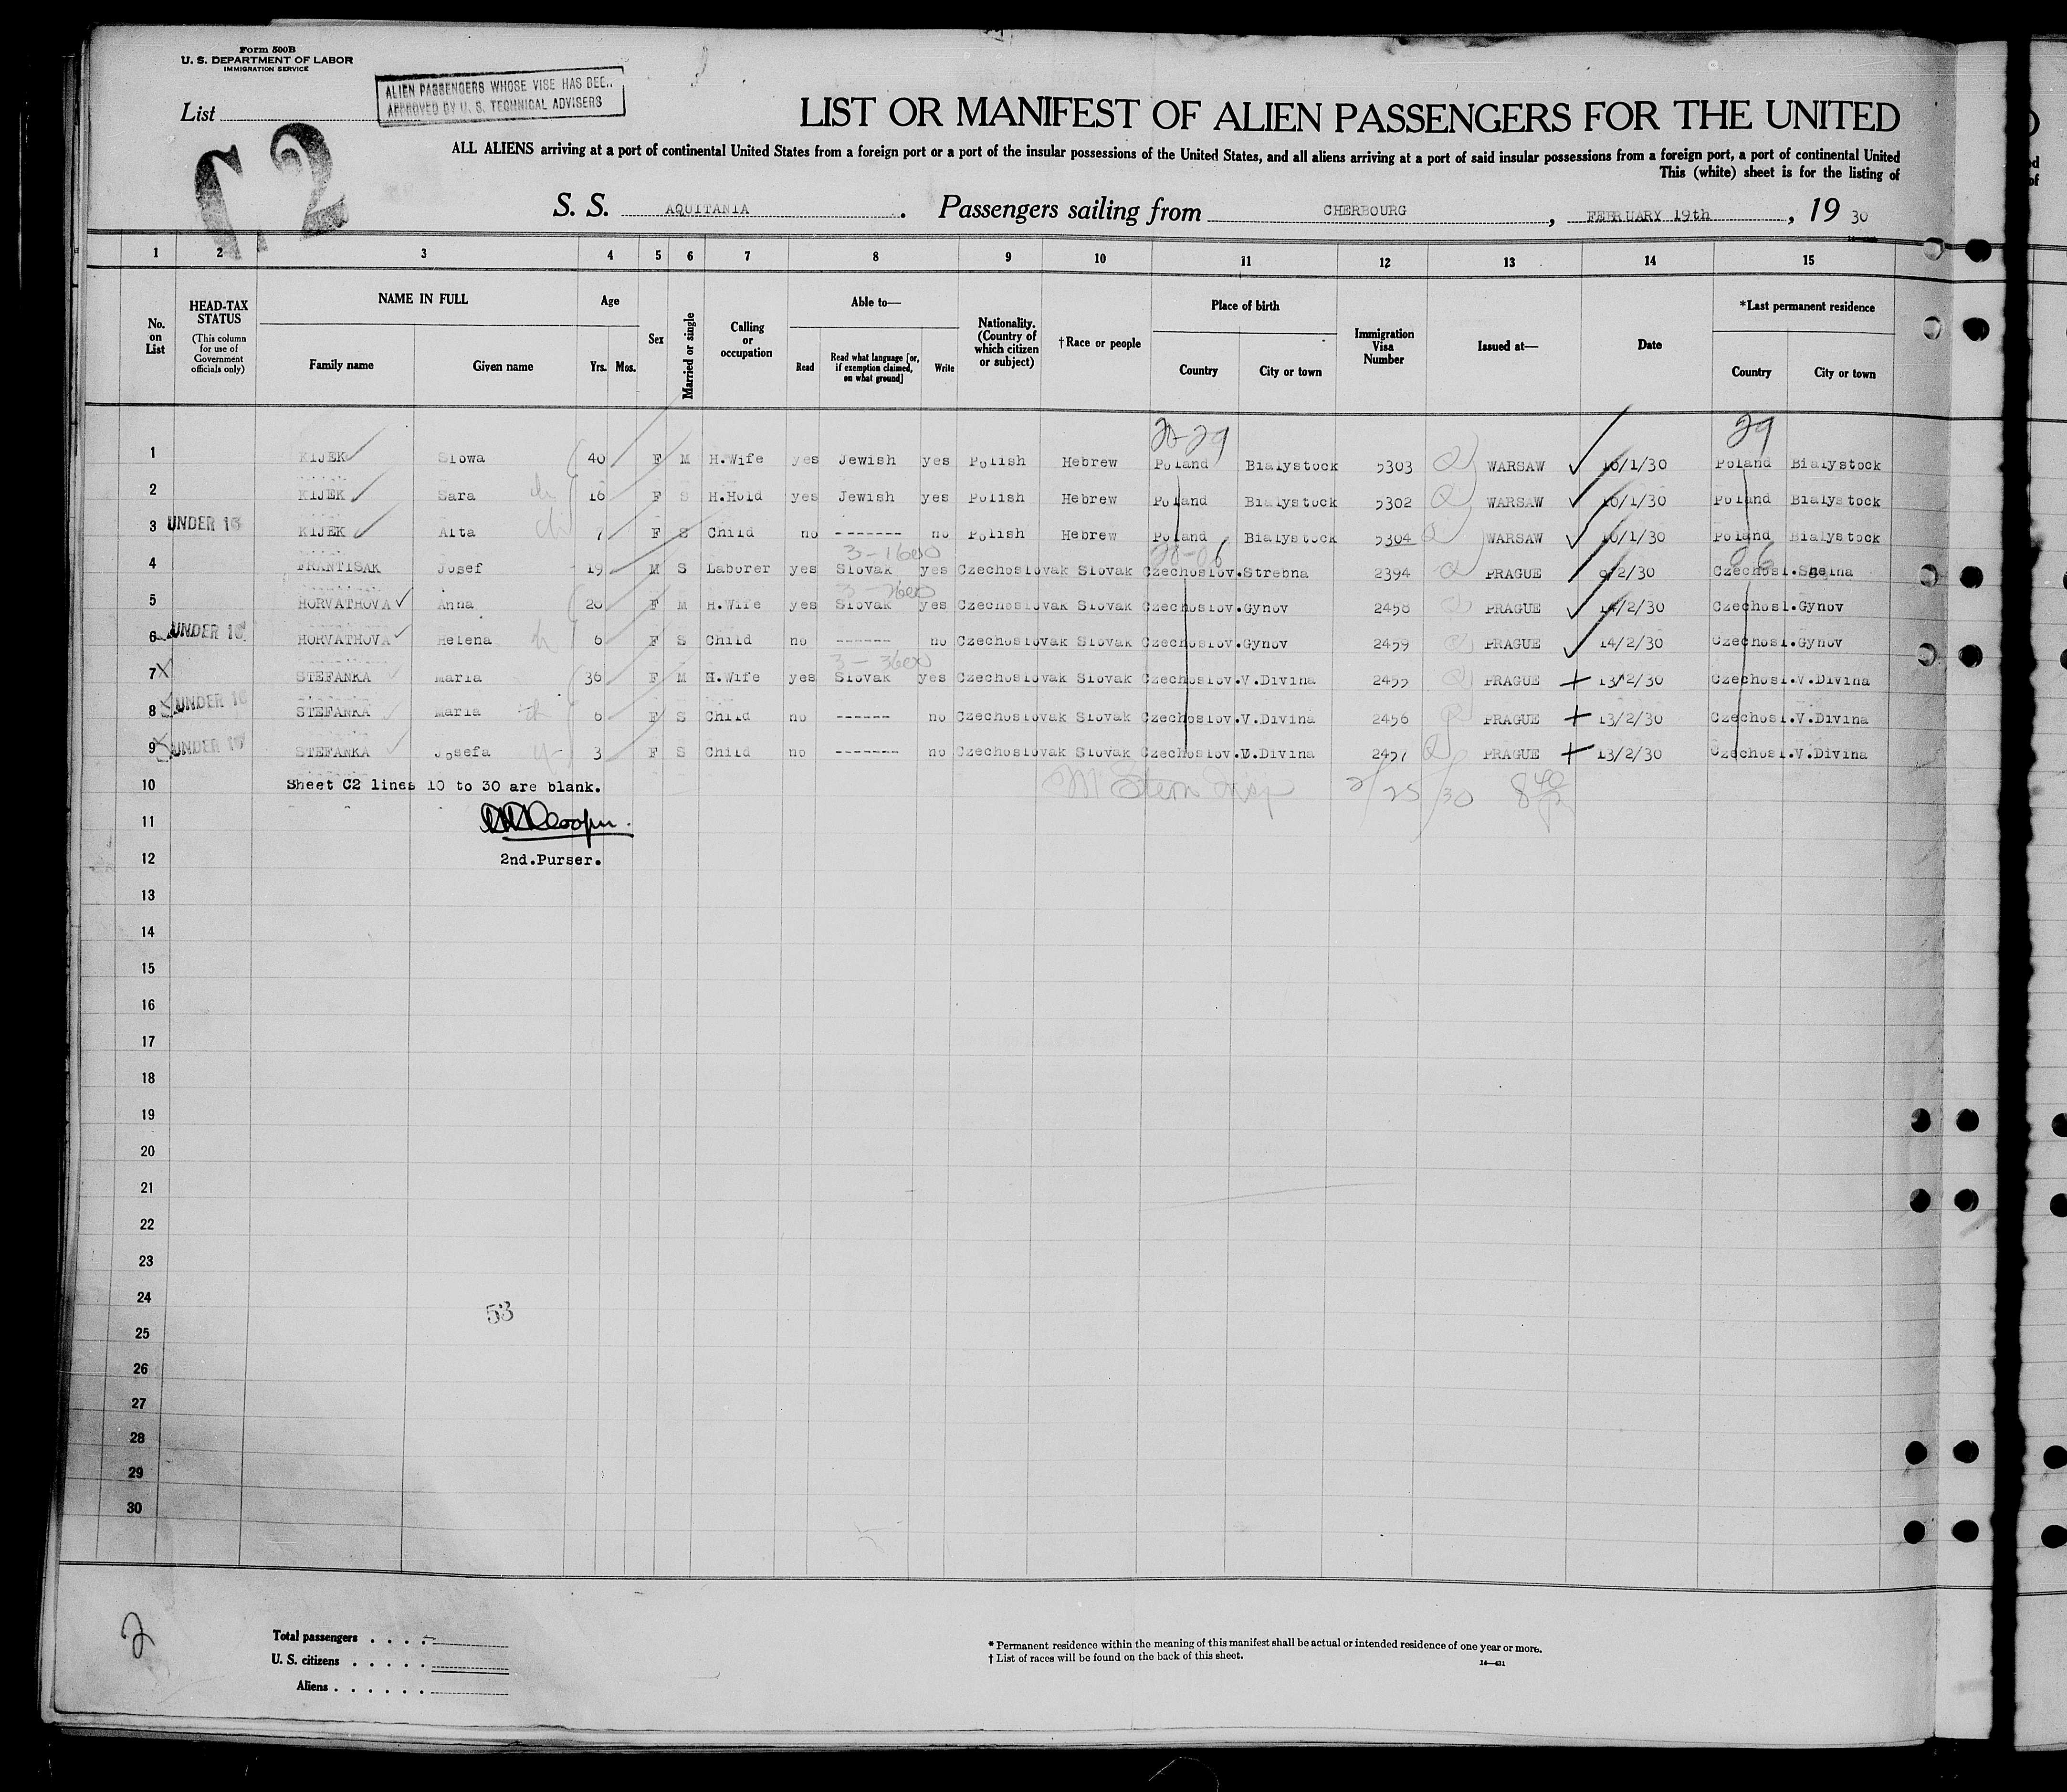 Form 500B
U. S. DEPARTMENT OF LABOR
IMMIGRATION SERVICE
List
ALIEN PASSENGERS WHOSE VISE HAS BEE..
APPROVED BY U. S. TECHNICAL ADVISERS
C2
LIST OR MANIFEST OF ALIEN PASSENGERS FOR THE UNITED
ALL ALIENS arriving at a port of continental United States from a foreign port or a port of the insular possessions of the United States, and all aliens arriving at a port of said insular possessions from a foreign port, a port of continental United
This (white) sheet is for the listing of
S. S. AQUITANIA . Passengers sailing from CHERBOURG , FEBRUARY 19th , 19 30
1 2 3 4 5 6 7 8 9 10 11 12 13 14 15
No. on List
HEAD-TAX STATUS
(This column for use of Government officials only)
NAME IN FULL
Family name Given name
Age
Yrs. Mos.
Sex
Married or single
Calling or occupation
Able to—
Read
Read what language [or, if exemption claimed, on what ground]
Write
Nationality. (Country of which citizen or subject)
†Race or people
Place of birth
Country City or town
Immigration Visa Number
Issued at—
Date
*Last permanent residence
Country City or town
29
1 KIJEK Slowa 40 F M H.Wife yes Jewish yes Polish Hebrew Poland Bialystock 5303 WARSAW 10/1/30 Poland Bialystock
2 KIJEK Sara 16 F S H.Hold yes Jewish yes Polish Hebrew Poland Bialystock 5302 WARSAW 10/1/30 Poland Bialystock
3 UNDER 16 KIJEK Alta 7 F S Child no ------- no Polish Hebrew Poland Bialystock 5304 WARSAW 10/1/30 Poland Bialystock
3-1600
4 FRANTISAK Josef 19 M S Laborer yes Slovak yes Czechoslovak Slovak Czechoslov.Strebna 2394 PRAGUE /2/30 Czechosl.
5 HORVATHOVA Anna 26 F M H.Wife yes Slovak yes Czechoslovak Slovak Czechoslov.Gynov 2458 PRAGUE 14/2/30 Czechosl.Gynov
6 UNDER 16 HORVATHOVA Helena 6 F S Child no ------ no Czechoslovak Slovak Czechoslov.Gynov 2459 PRAGUE 14/2/30 Czechosl.Gynov
3-3600
7 STEFANKA Maria 36 F M H.Wife yes Slovak yes Czechoslovak Slovak Czechoslov.V.Divina 2455 PRAGUE 13/2/30 Czechosl.V.Divina
8 UNDER 16 STEFANKA Maria 6 F S Child no ------ no Czechoslovak Slovak Czechoslov.V.Divina 2456 PRAGUE 13/2/30 Czechosl.V.Divina
9 UNDER 16 STEFANKA Josefa 3 F S Child no ------- no Czechoslovak Slovak Czechoslov.V.Divina 2457 PRAGUE 13/2/30 Czechosl.V.Divina
10 Sheet C2 lines 10 to 30 are blank. M Stern Insp 2/25/30
11
12 2nd.Purser.
13
14
15
16
17
18
19
20
21
22
23
24
53
25
26
27
28
29
30
2
Total passengers
U. S. citizens
Aliens
* Permanent residence within the meaning of this manifest shall be actual or intended residence of one year or more.
† List of races will be found on the back of this sheet.
14—431